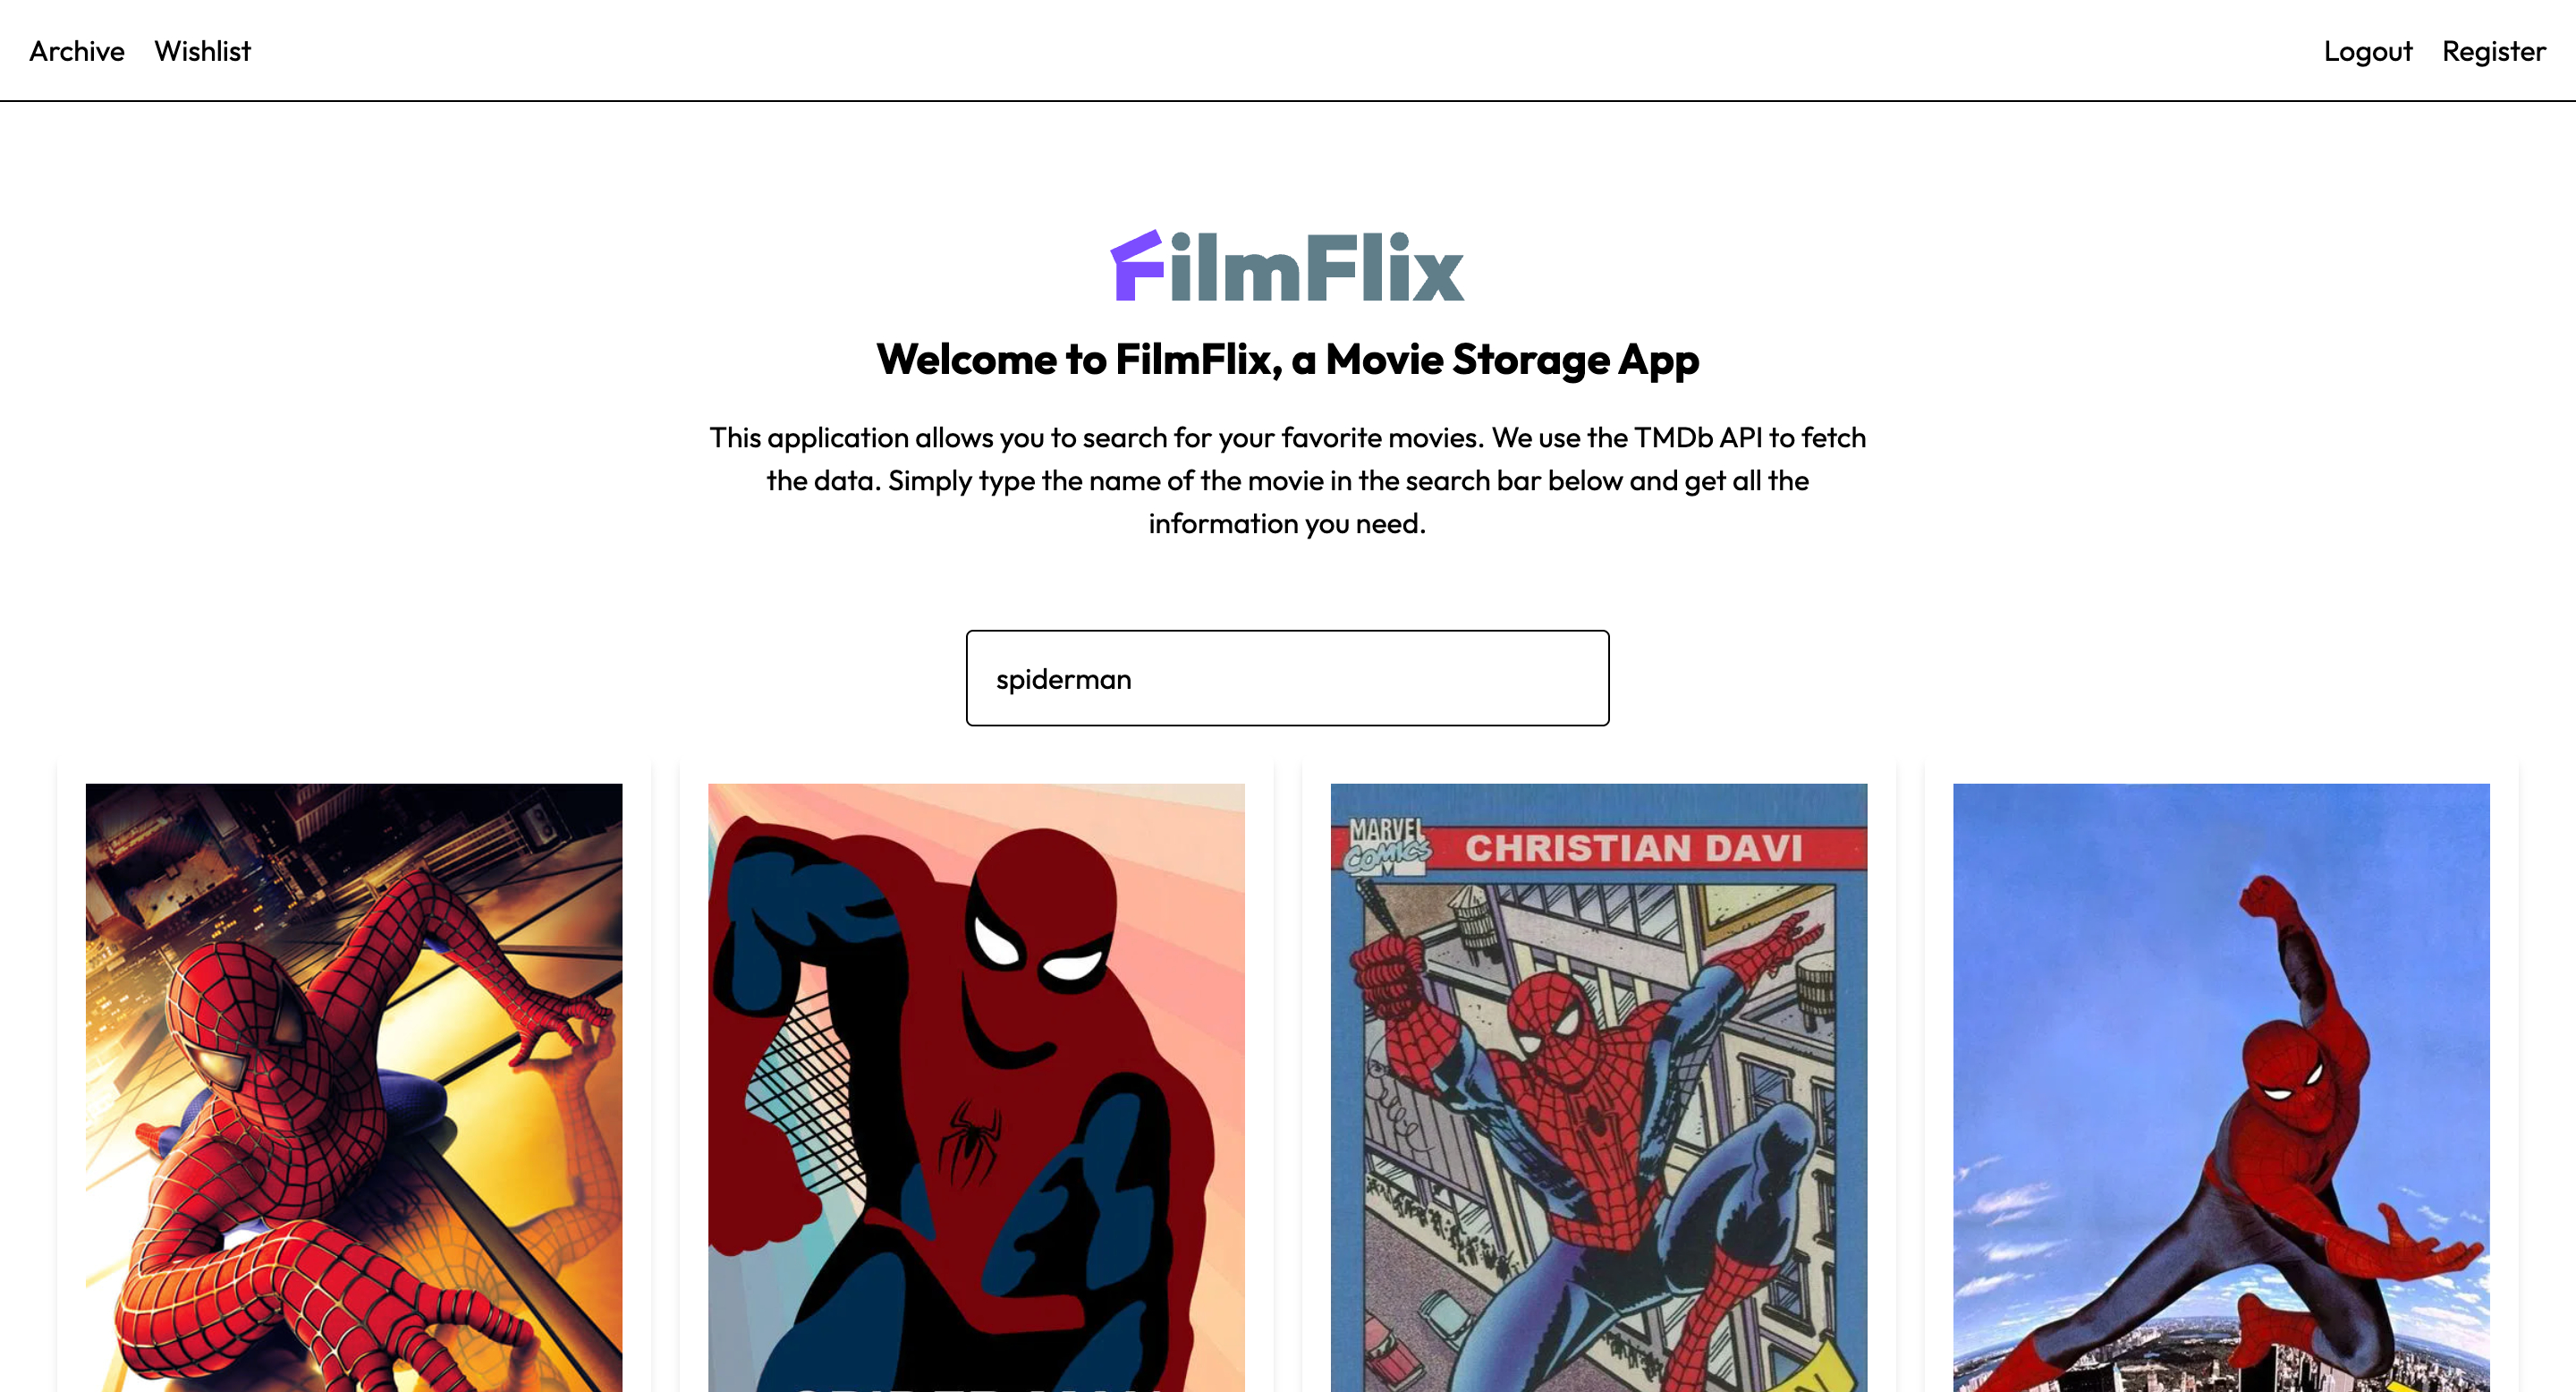 Archive Wishlist Logout Register
FilmFlix
Welcome to FilmFlix, a Movie Storage App
This application allows you to search for your favorite movies. We use the TMDb API to fetch
the data. Simply type the name of the movie in the search bar below and get all the
information you need.
spiderman
MARVEL
COMICS
CHRISTIAN DAVI